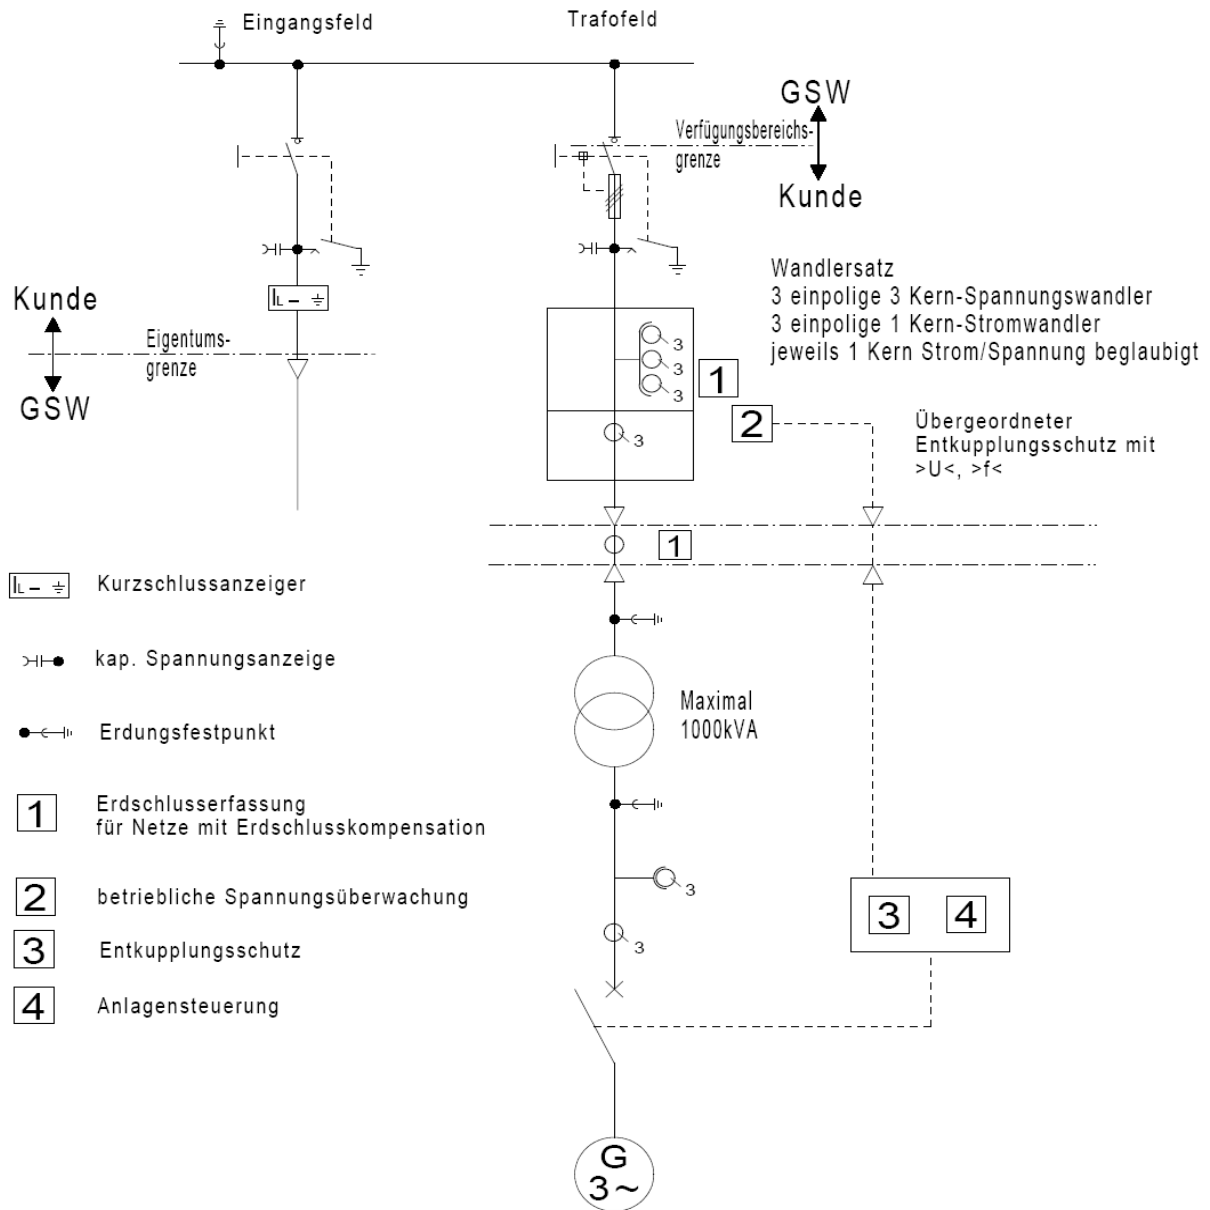 Eingangsfeld
Trafofeld
GSW
Verfügungsbereichs-
grenze
Kunde
Wandlersatz
3 einpolige 3 Kern-Spannungswandler
3 einpolige 1 Kern-Stromwandler
jeweils 1 Kern Strom/Spannung beglaubigt
Kunde
IL
Eigentums-
grenze
GSW
3
3
3
1
2
3
Übergeordneter
Entkupplungsschutz mit
>U<, >f<
1
IL Kurzschlussanzeiger
kap. Spannungsanzeige
Erdungsfestpunkt
Maximal
1000kVA
1 Erdschlusserfassung
für Netze mit Erdschlusskompensation
2 betriebliche Spannungsüberwachung
3 Entkupplungsschutz
4 Anlagensteuerung
3
3
3 4
G
3~